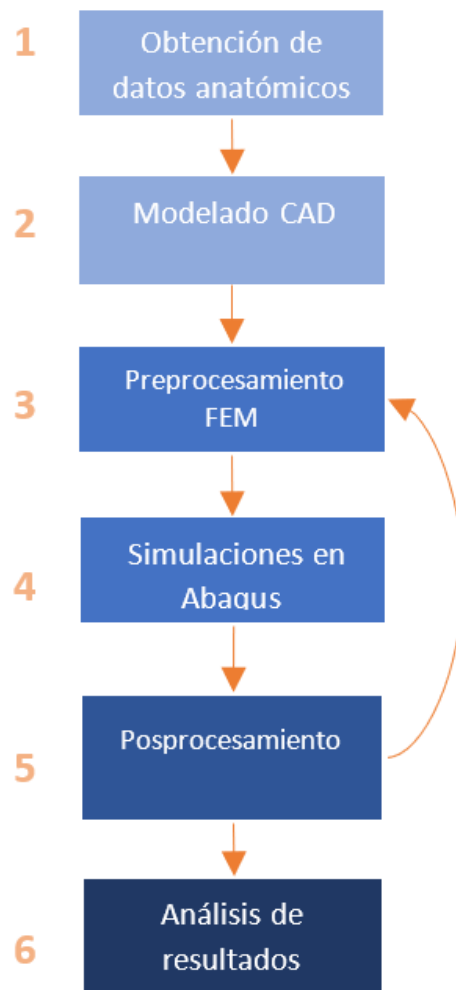 1
Obtención de
datos anatómicos
2
Modelado CAD
3
Preprocesamiento
FEM
4
Simulaciones en
Abaqus
5
Posprocesamiento
6
Análisis de
resultados